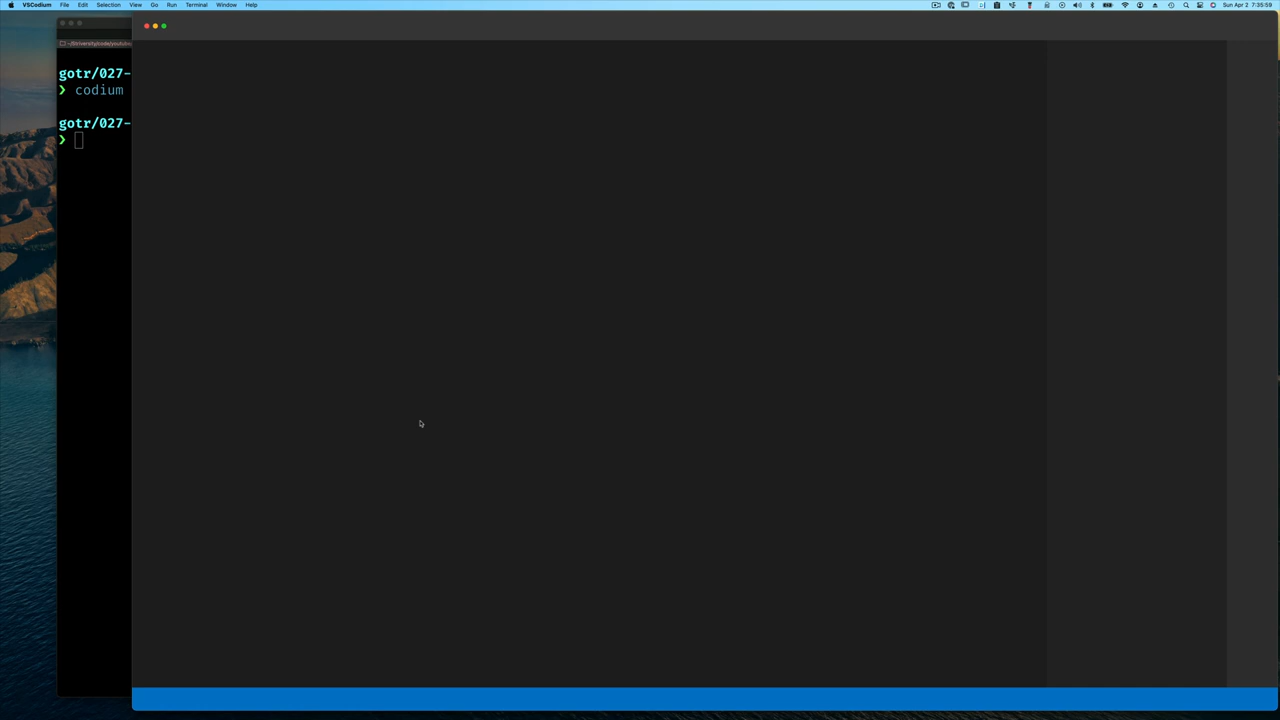 VSCodium File Edit Selection View Go Run Terminal Window Help Sun Apr 2 7:35:59
gotr/027-
❯ codium
gotr/027-
❯